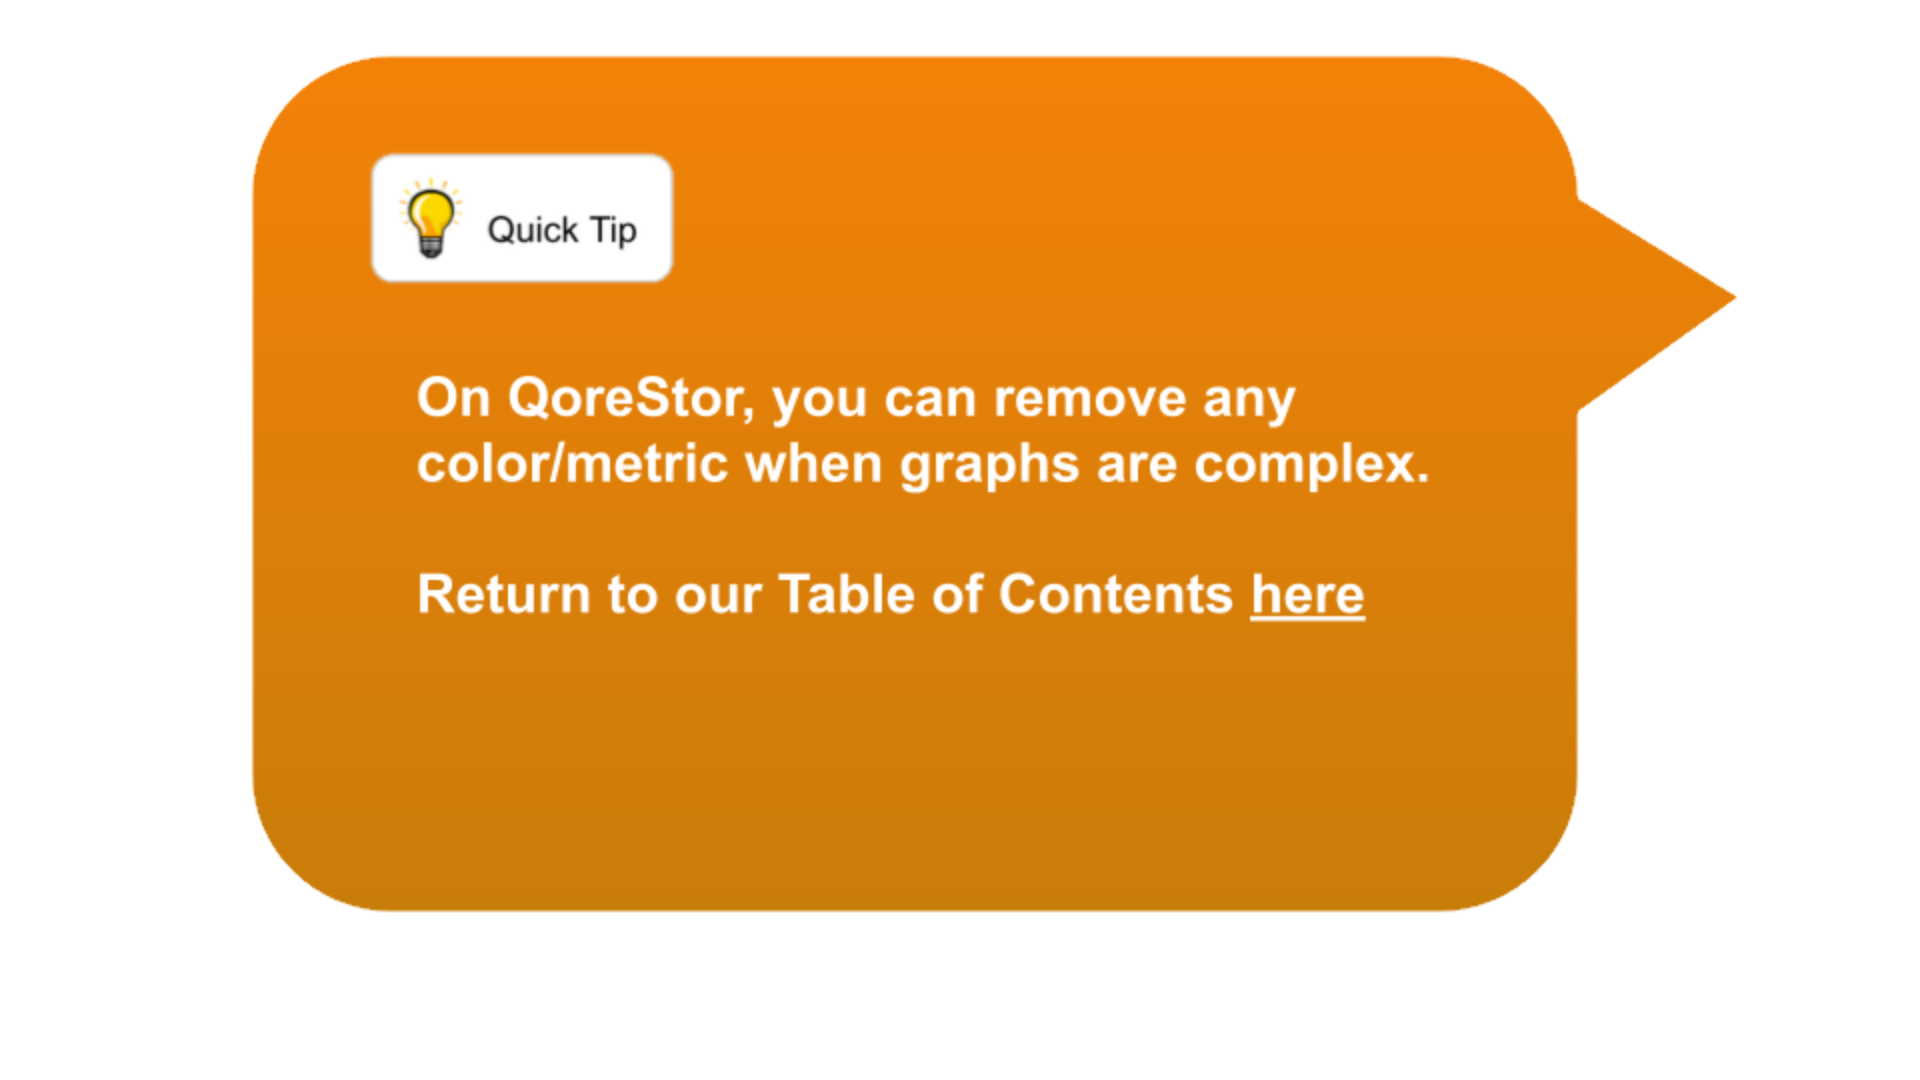 Quick Tip
On QoreStor, you can remove any
color/metric when graphs are complex.
Return to our Table of Contents here